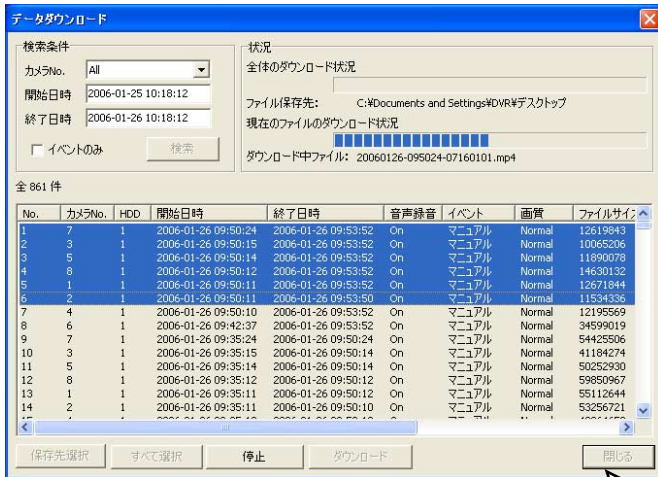 データダウンロード
検索条件
カメラNo. All
開始日時 2006-01-25 10:18:12
終了日時 2006-01-26 10:18:12
イベントのみ 検索
状況
全体のダウンロード状況
ファイル保存先: C:¥Documents and Settings¥DVR¥デスクトップ
現在のファイルのダウンロード状況
ダウンロード中ファイル: 20060126-095024-07160101.mp4
全 861 件
No. カメラNo. HDD 開始日時 終了日時 音声録音 イベント 画質 ファイルサイズ
1 7 1 2006-01-26 09:50:24 2006-01-26 09:53:52 On マニュアル Normal 12619843
2 3 1 2006-01-26 09:50:15 2006-01-26 09:53:52 On マニュアル Normal 10065206
3 5 1 2006-01-26 09:50:14 2006-01-26 09:53:52 On マニュアル Normal 11890078
4 8 1 2006-01-26 09:50:12 2006-01-26 09:53:52 On マニュアル Normal 14630132
5 1 1 2006-01-26 09:50:11 2006-01-26 09:53:52 On マニュアル Normal 12671844
6 2 1 2006-01-26 09:50:11 2006-01-26 09:53:50 On マニュアル Normal 11534336
7 4 1 2006-01-26 09:50:10 2006-01-26 09:53:52 On マニュアル Normal 12195569
8 6 1 2006-01-26 09:42:37 2006-01-26 09:53:52 On マニュアル Normal 34599019
9 7 1 2006-01-26 09:35:24 2006-01-26 09:50:24 On マニュアル Normal 54425506
10 3 1 2006-01-26 09:35:15 2006-01-26 09:50:14 On マニュアル Normal 41184274
11 5 1 2006-01-26 09:35:14 2006-01-26 09:50:14 On マニュアル Normal 50252930
12 8 1 2006-01-26 09:35:12 2006-01-26 09:50:12 On マニュアル Normal 59850967
13 1 1 2006-01-26 09:35:11 2006-01-26 09:50:12 On マニュアル Normal 55112644
14 2 1 2006-01-26 09:35:11 2006-01-26 09:50:10 On マニュアル Normal 53256721
保存先選択 すべて選択 停止 ダウンロード 閉じる